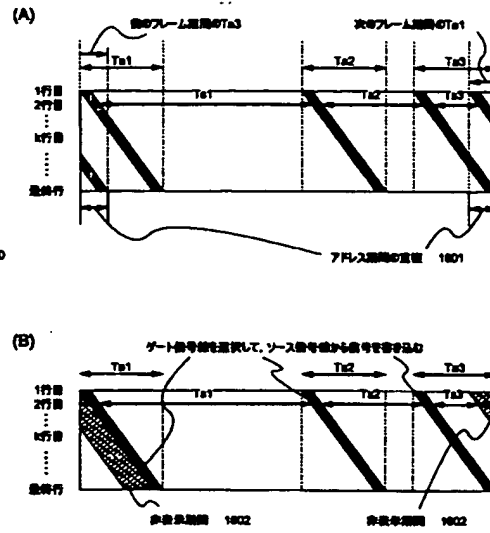 (A)
前のフレーム期間のTa3
次のフレーム期間のTa1
Ta1
Ta2
Ta3
1行目
2行目
Ts1
Ts2
Ts3
k行目
最終行
アドレス期間の重複 1801
(B)
ゲート信号線を選択して、ソース信号線から信号を書き込む
Ta1
Ta2
Ta3
1行目
2行目
Ts1
Ts2
Ts3
k行目
最終行
非表示期間 1802
非表示期間 1802